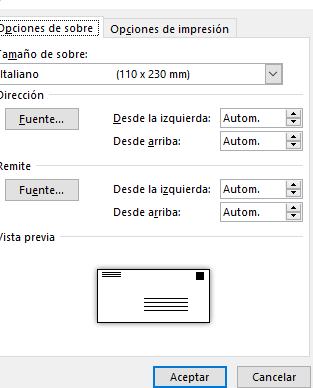 Opciones de sobre Opciones de impresión
Tamaño de sobre:
Italiano (110 x 230 mm)
Dirección
Fuente... Desde la izquierda: Autom.
Desde arriba: Autom.
Remite
Fuente... Desde la izquierda: Autom.
Desde arriba: Autom.
Vista previa
Aceptar Cancelar